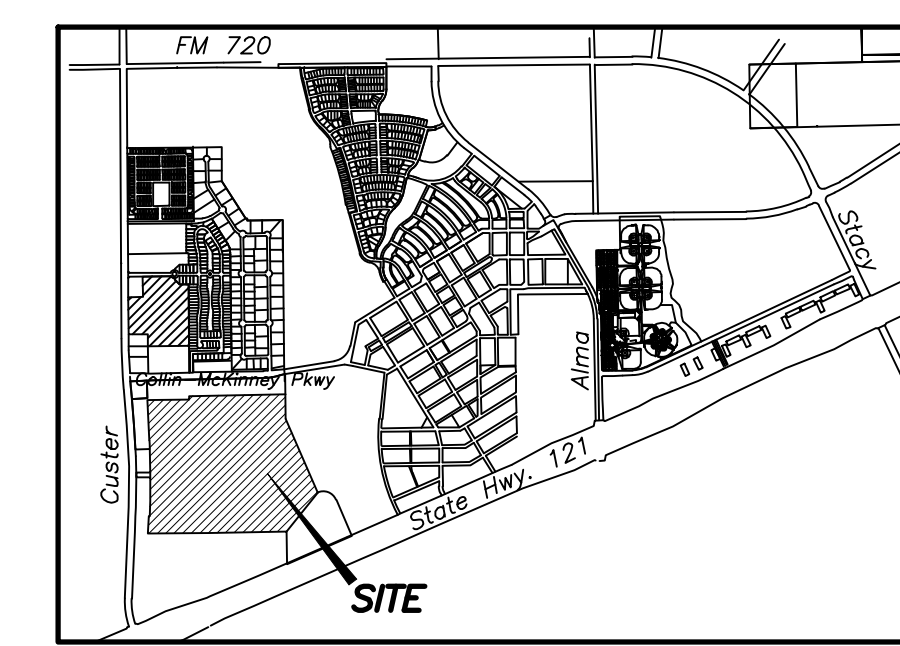 FM 720
Stacy
Alma
Collin McKinney Pkwy
Custer
State Hwy. 121
SITE